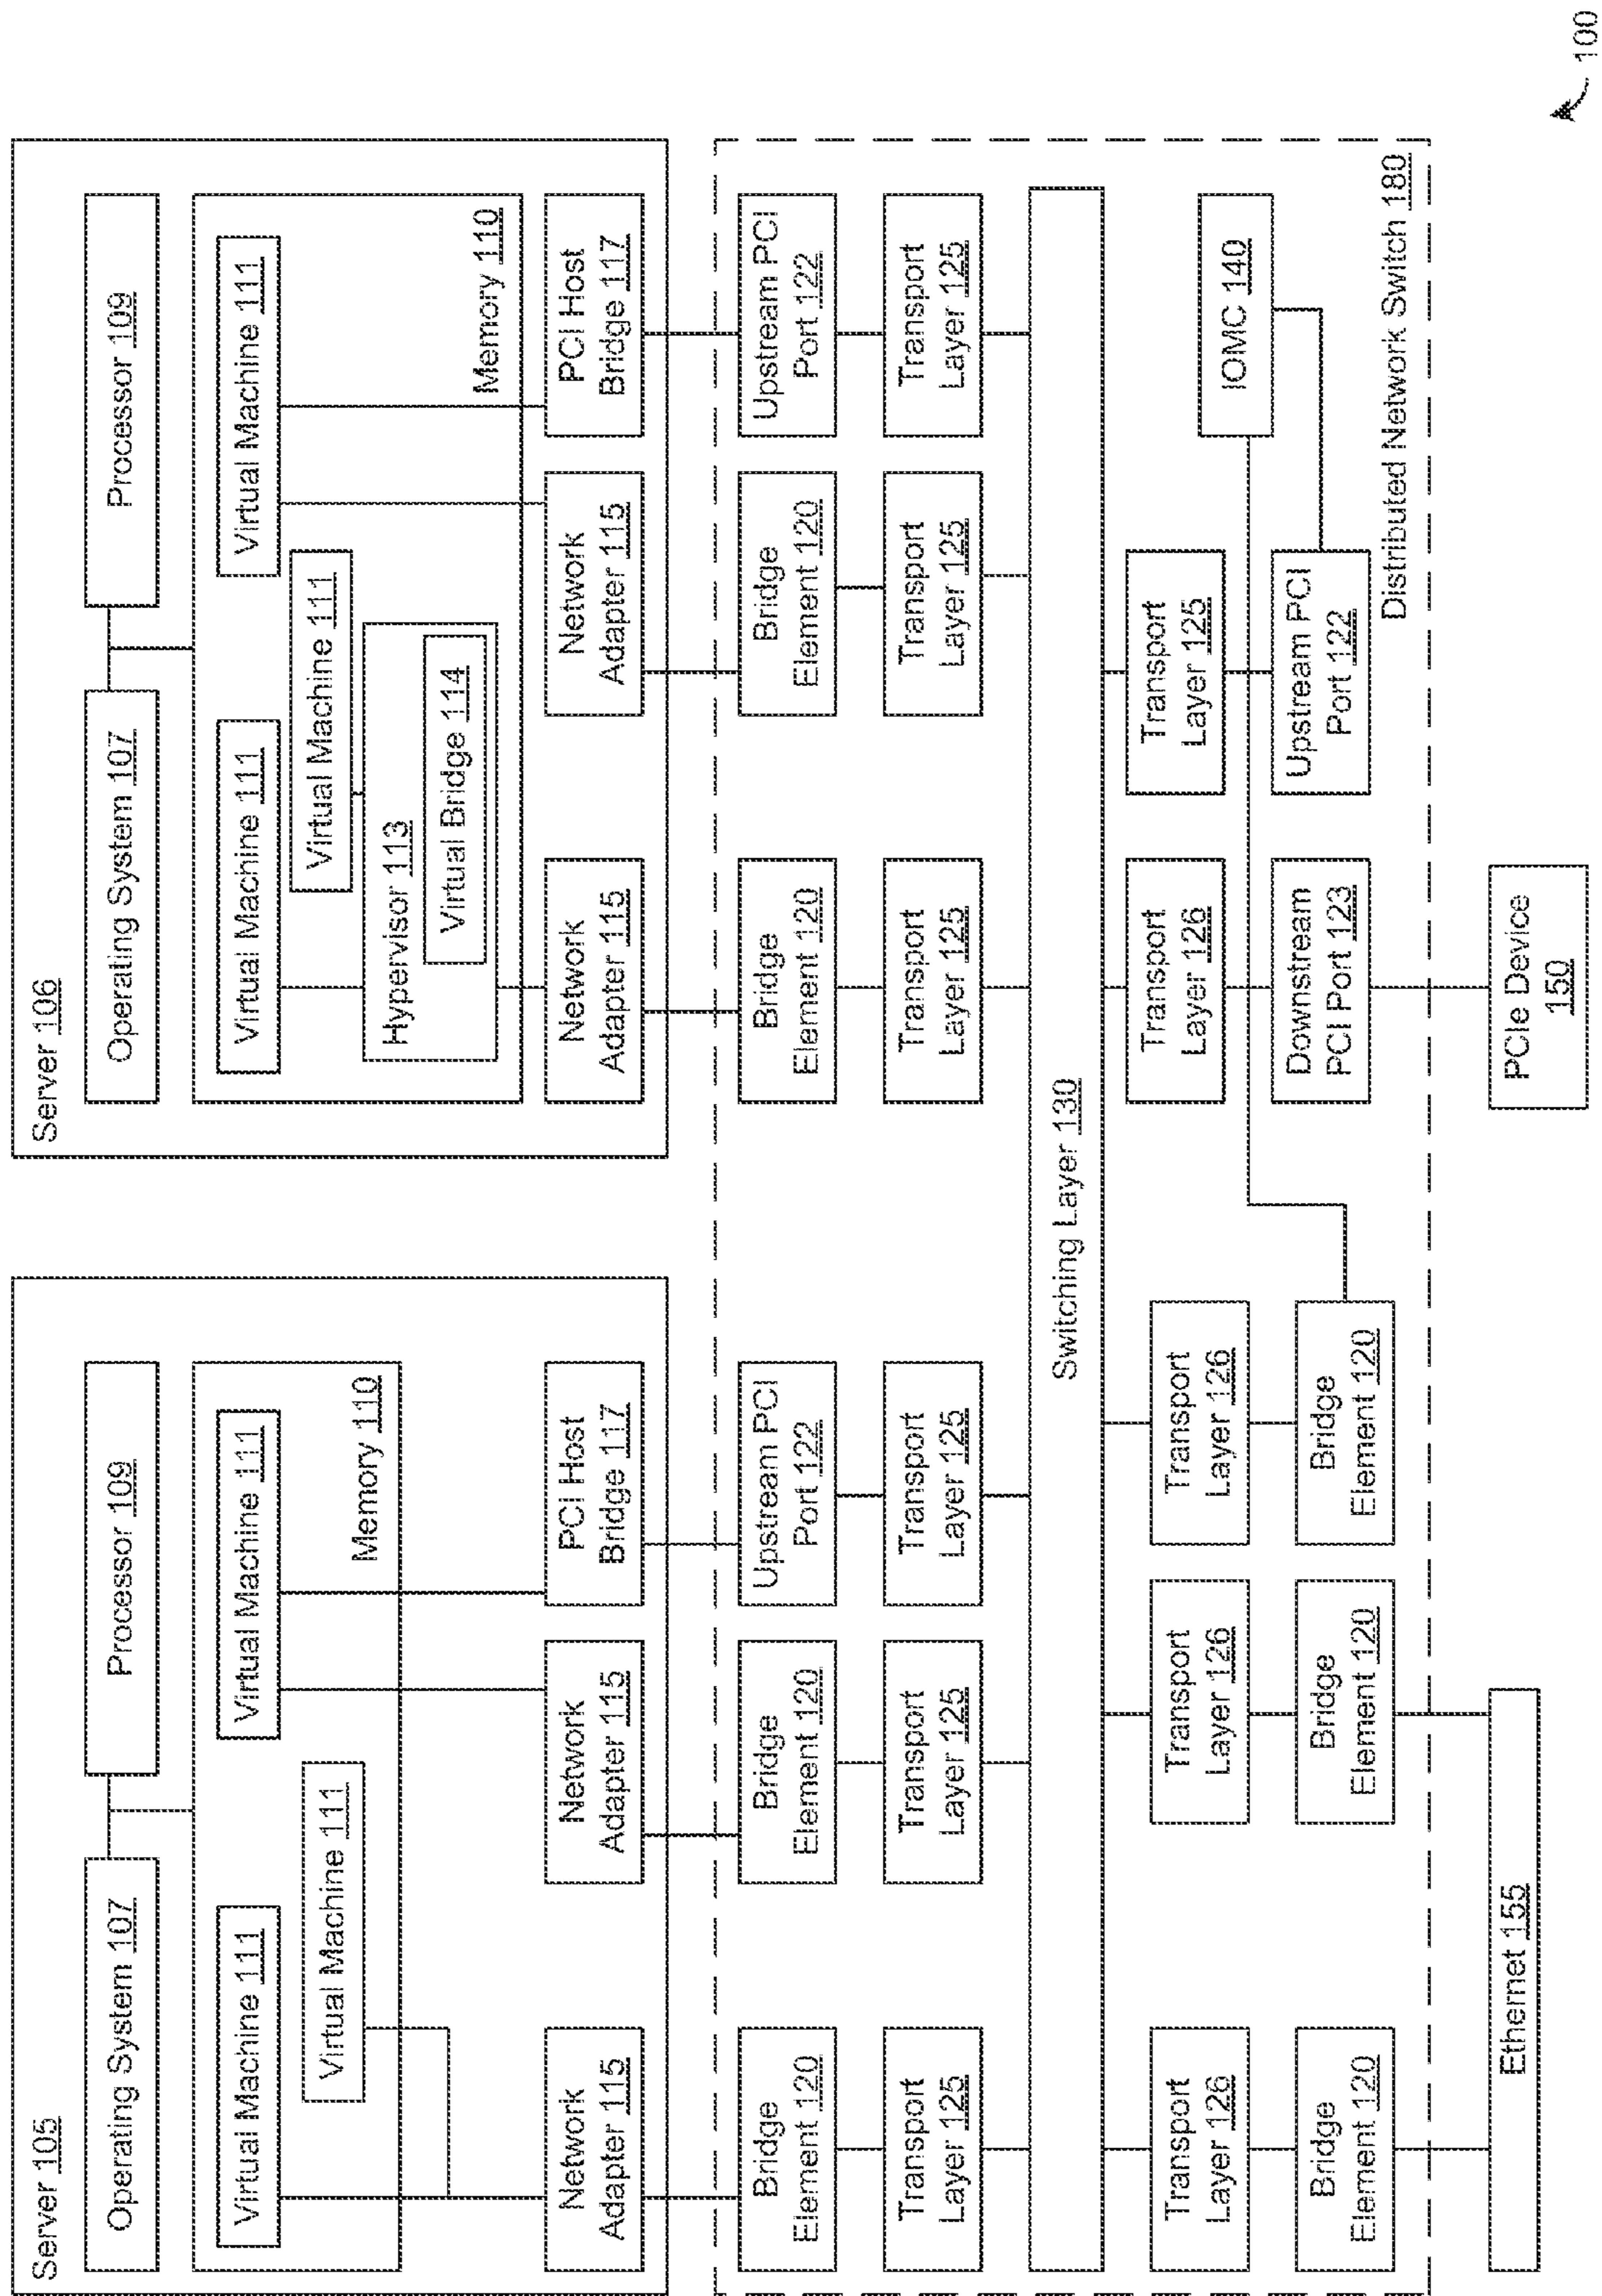 100
Server 105
Operating System 107
Processor 109
Virtual Machine 111
Virtual Machine 111
Virtual Machine 111
Memory 110
Network
Adapter 115
Network
Adapter 115
PCI Host
Bridge 117
Server 106
Operating System 107
Processor 109
Virtual Machine 111
Virtual Machine 111
Virtual Machine 111
Hypervisor 113
Virtual Bridge 114
Memory 110
Network
Adapter 115
Network
Adapter 115
PCI Host
Bridge 117
Bridge
Element 120
Bridge
Element 120
Upstream PCI
Port 122
Bridge
Element 120
Bridge
Element 120
Upstream PCI
Port 122
Transport
Layer 125
Transport
Layer 125
Transport
Layer 125
Transport
Layer 125
Transport
Layer 125
Transport
Layer 125
Switching Layer 130
Transport
Layer 126
Transport
Layer 126
Transport
Layer 126
Transport
Layer 126
Transport
Layer 125
IOMC 140
Bridge
Element 120
Bridge
Element 120
Bridge
Element 120
Downstream
PCI Port 123
Upstream PCI
Port 122
Distributed Network Switch 180
Ethernet 155
PCIe Device
150